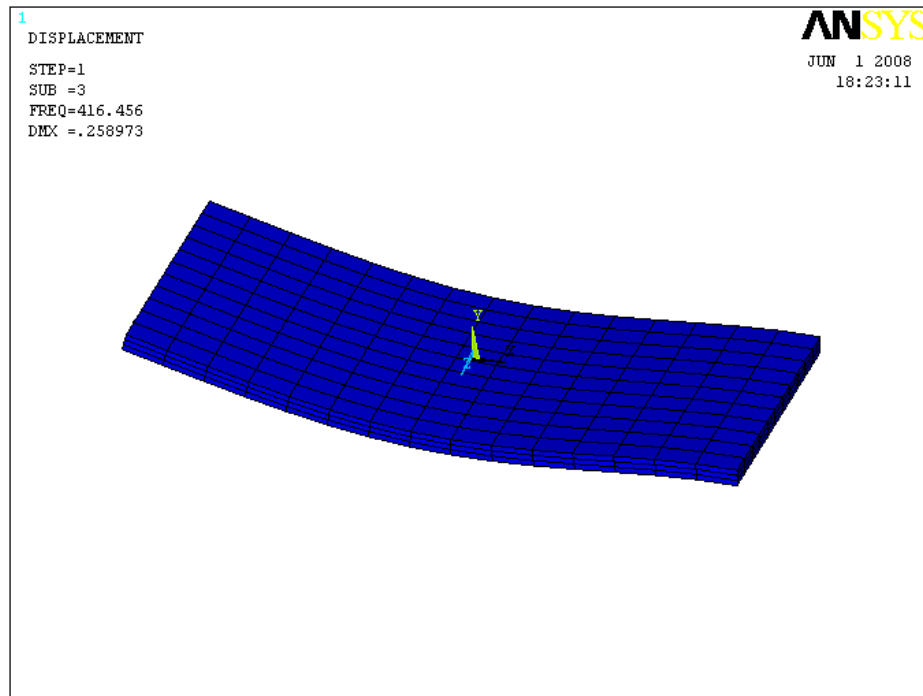 1
DISPLACEMENT
STEP=1
SUB =3
FREQ=416.456
DMX =.258973
ANSYS
JUN 1 2008
18:23:11
Y
Z